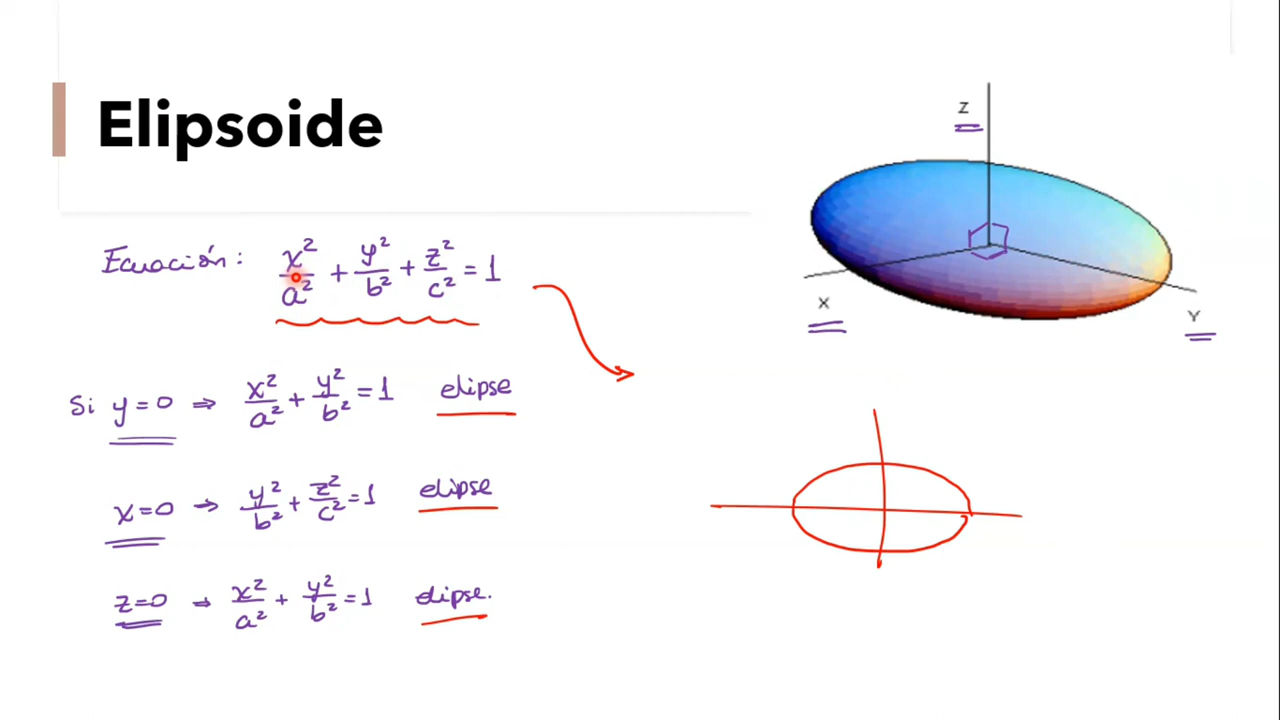 Elipsoide
Ecuación: x²/a² + y²/b² + z²/c² = 1
Si y=0 ⇒ x²/a² + y²/b² = 1 elipse
x=0 → y²/b² + z²/c² = 1 elipse
z=0 ⇒ x²/a² + y²/b² = 1 elipse.
Z
X
Y